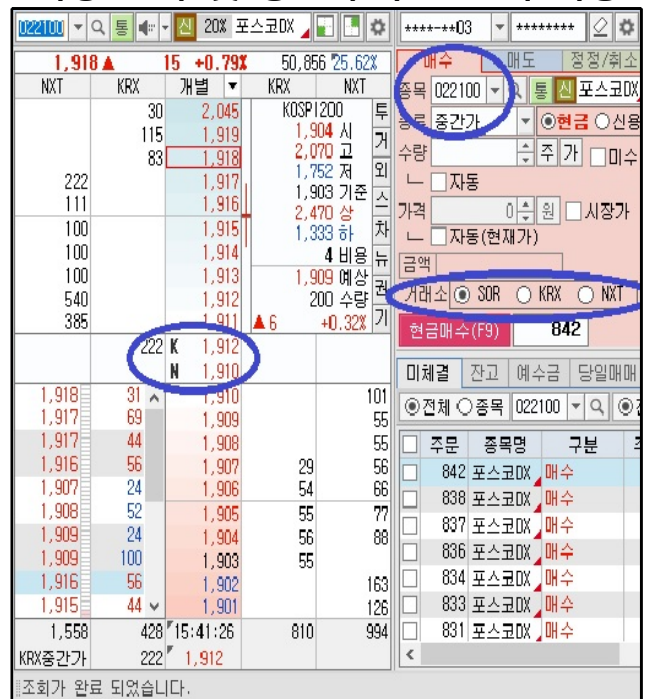 022100 통 신 20% 포스코DX
1,918 ▲ 15 +0.79% 50,856 25.62%
NXT KRX 개별 ▼ KRX NXT
30 2,045 KOSPI200 투
115 1,919 1,904 시 거
83 1,918 2,070 고
222 1,917 1,752 저 외
111 1,916 1,903 기준 스
100 1,915 2,470 상
100 1,914 1,333 하 차
100 1,913 4 비용 뉴
540 1,912 1,909 예상 권
385 1,911 200 수량 기
▲ 6 +0.32%
222 K 1,912
N 1,910
1,918 31 1,910 101
1,917 69 1,909 55
1,917 44 1,908 55
1,916 56 1,907 29 56
1,907 24 1,906 54 66
1,908 52 1,905 55 77
1,909 24 1,904 56 88
1,909 100 1,903 55
1,916 56 1,902 163
1,915 44 1,901 126
1,558 428 15:41:26 810 994
KRX중간가 222 1,912
조회가 완료 되었습니다.
****-**03 ********
매수 매도 정정/취소
종목 022100 통 신 포스코DX
종류 중간가 현금 신용
수량 주 가 미수
자동
가격 0 원 시장가
자동(현재가)
금액
거래소 SOR KRX NXT
현금매수(F9) 842
미체결 잔고 예수금 당일매매
전체 종목 022100
주문 종목명 구분
842 포스코DX 매수
838 포스코DX 매수
837 포스코DX 매수
836 포스코DX 매수
834 포스코DX 매수
833 포스코DX 매수
831 포스코DX 매수